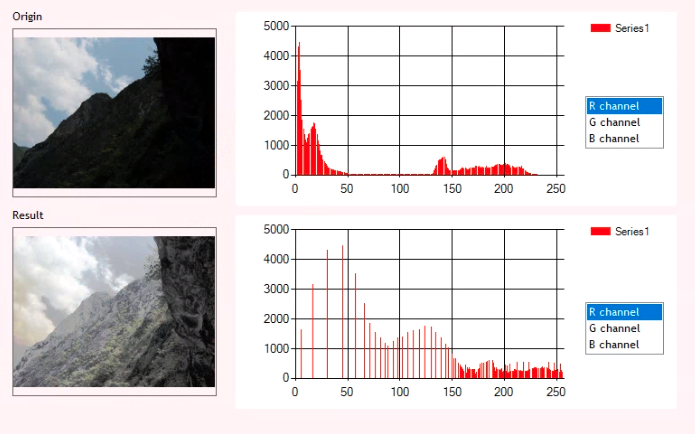 Origin
5000
4000
3000
2000
1000
0
0 50 100 150 200 250
Series1
R channel
G channel
B channel
Result
5000
4000
3000
2000
1000
0
0 50 100 150 200 250
Series1
R channel
G channel
B channel